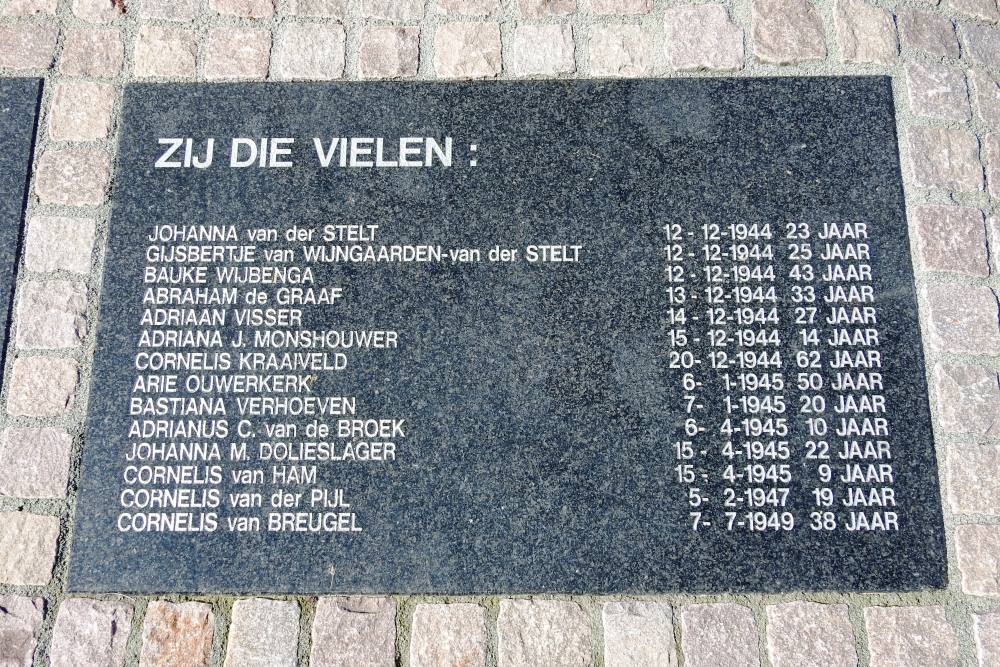 ZIJ DIE VIELEN :
JOHANNA van der STELT 12 - 12-1944 23 JAAR
GIJSBERTJE van WIJNGAARDEN-van der STELT 12 - 12-1944 25 JAAR
BAUKE WIJBENGA 12 - 12-1944 43 JAAR
ABRAHAM de GRAAF 13 - 12-1944 33 JAAR
ADRIAAN VISSER 14 - 12-1944 27 JAAR
ADRIANA J. MONSHOUWER 15 - 12-1944 14 JAAR
CORNELIS KRAAIVELD 20 - 12-1944 62 JAAR
ARIE OUWERKERK 6- 1-1945 50 JAAR
BASTIANA VERHOEVEN 7- 1-1945 20 JAAR
ADRIANUS C. van de BROEK 6- 4-1945 10 JAAR
JOHANNA M. DOLIESLAGER 15 - 4-1945 22 JAAR
CORNELIS van HAM 15 - 4-1945 9 JAAR
CORNELIS van der PIJL 5- 2-1947 19 JAAR
CORNELIS van BREUGEL 7- 7-1949 38 JAAR